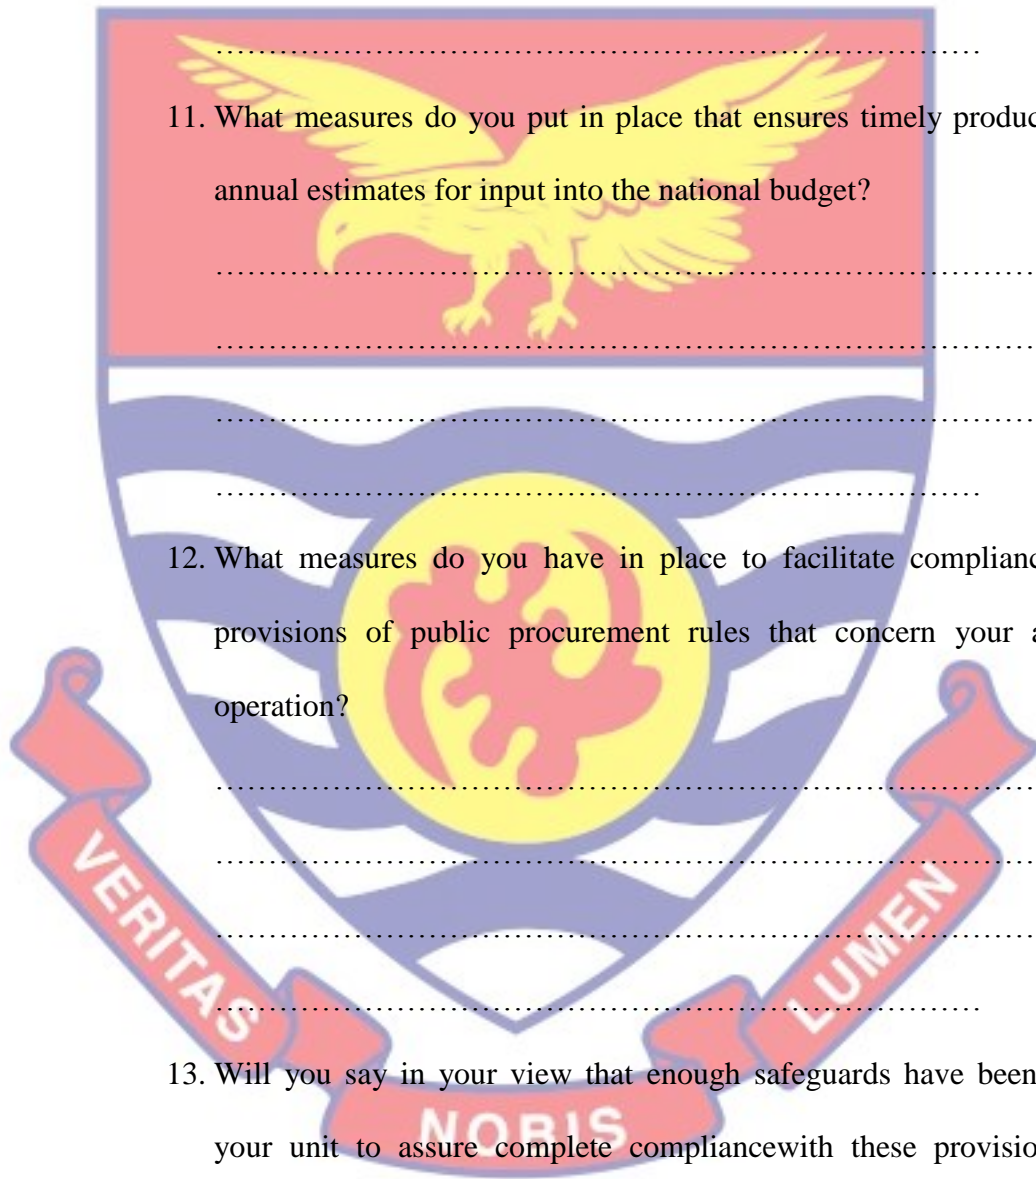 ……………………………………………………………
11. What measures do you put in place that ensures timely produc
annual estimates for input into the national budget?
…………………………………………………………………
…………………………………………………………………
…………………………………………………………………
……………………………………………………………
12. What measures do you have in place to facilitate complianc
provisions of public procurement rules that concern your a
operation?
…………………………………………………………………
…………………………………………………………………
…………………………………………………………………
……………………………………………………………
13. Will you say in your view that enough safeguards have been
your unit to assure complete compliancewith these provisio
VERITAS
NOBIS
LUMEN